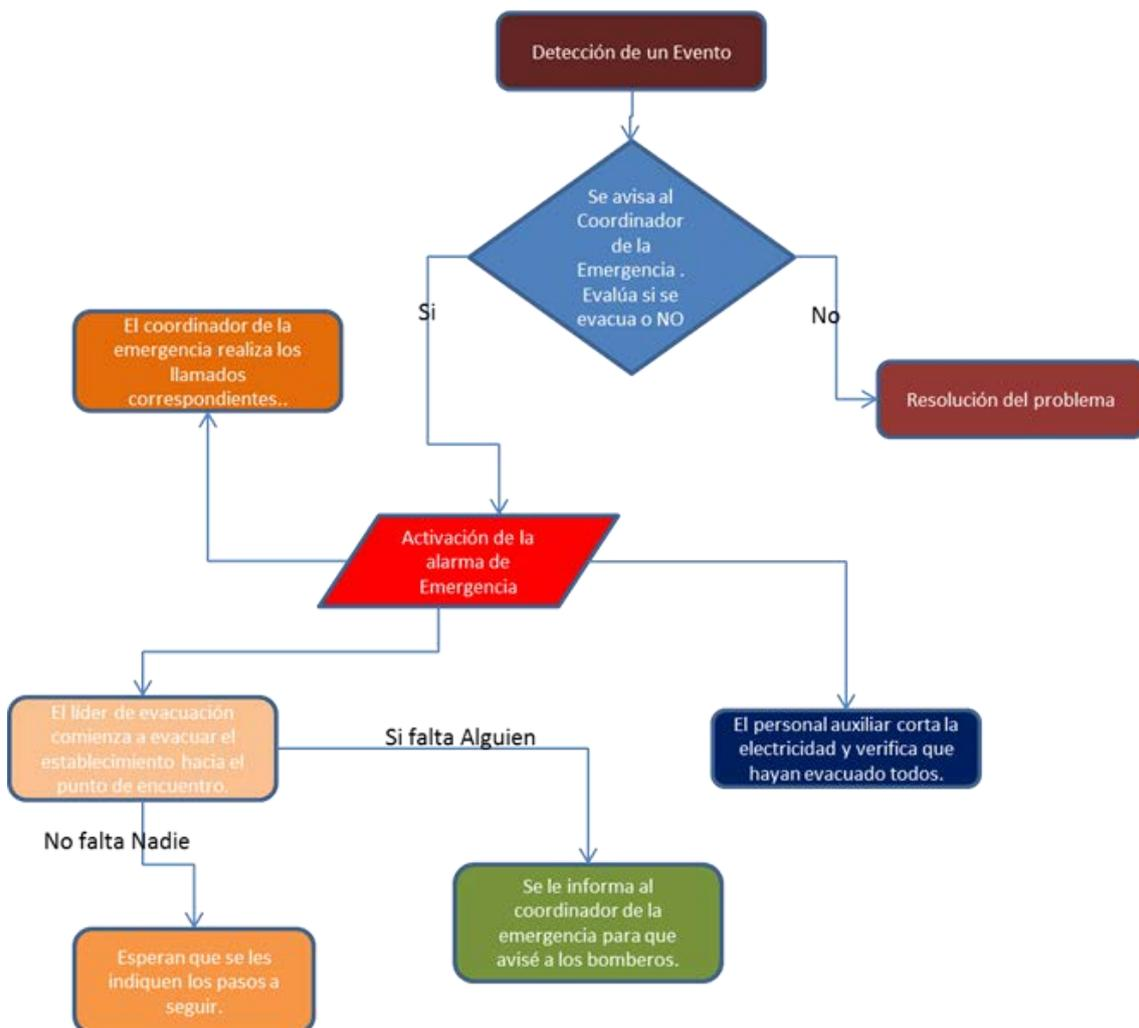 Detección de un Evento
Se avisa al
Coordinador
de la
Emergencia .
Evalúa si se
evacua o NO
Si
No
El coordinador de la
emergencia realiza los
llamados
correspondientes..
Resolución del problema
Activación de la
alarma de
Emergencia
El líder de evacuación
comienza a evacuar el
establecimiento hacia el
punto de encuentro.
Si falta Alguien
El personal auxiliar corta la
electricidad y verifica que
hayan evacuado todos.
No falta Nadie
Se le informa al
coordinador de la
emergencia para que
avisé a los bomberos.
Esperan que se les
indiquen los pasos a
seguir.